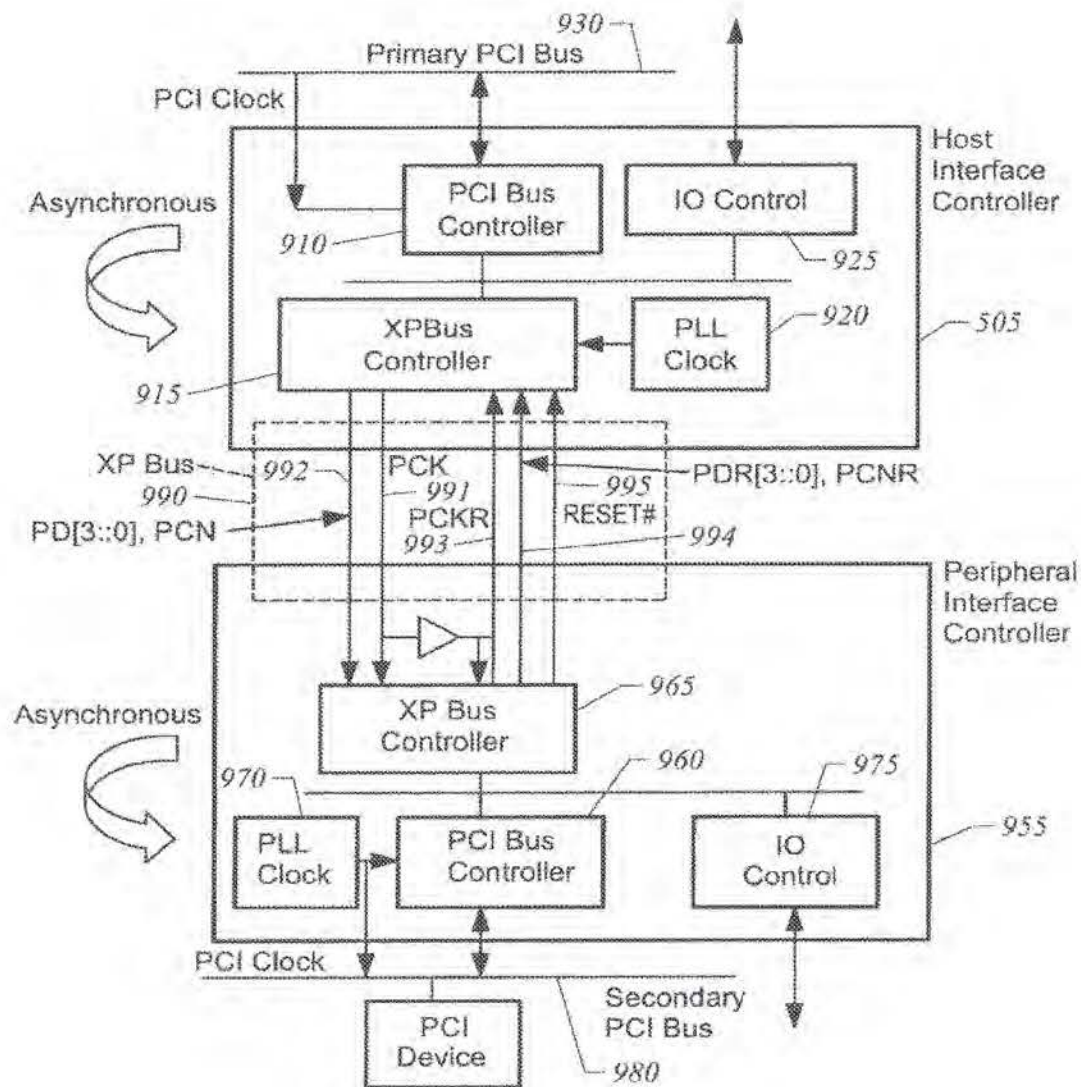 930
Primary PCI Bus
PCI Clock
Host
Interface
Controller
Asynchronous
PCI Bus
Controller
910
IO Control
925
XPBus
Controller
915
PLL
Clock
920
505
XP Bus
990
992
PCK
991
PCKR
993
995
PDR[3::0], PCNR
RESET#
994
PD[3::0], PCN
Peripheral
Interface
Controller
965
XP Bus
Controller
Asynchronous
970
960
975
PLL
Clock
PCI Bus
Controller
IO
Control
955
PCI Clock
Secondary
PCI Bus
PCI
Device
980